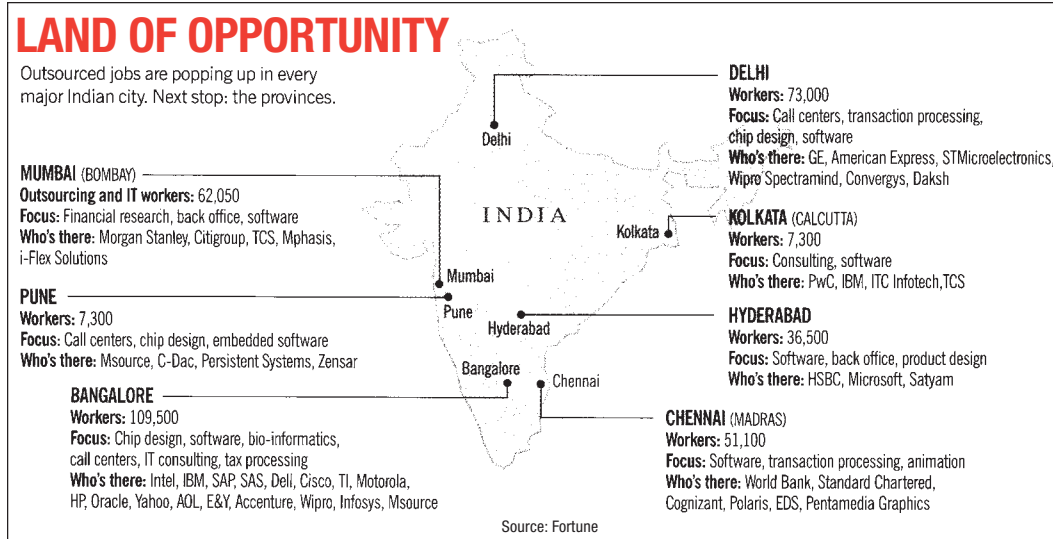 LAND OF OPPORTUNITY
Outsourced jobs are popping up in every
major Indian city. Next stop: the provinces.
MUMBAI (BOMBAY)
Outsourcing and IT workers: 62,050
Focus: Financial research, back office, software
Who's there: Morgan Stanley, Citigroup, TCS, Mphasis,
i-Flex Solutions
PUNE
Workers: 7,300
Focus: Call centers, chip design, embedded software
Who's there: Msource, C-Dac, Persistent Systems, Zensar
BANGALORE
Workers: 109,500
Focus: Chip design, software, bio-informatics,
call centers, IT consulting, tax processing
Who's there: Intel, IBM, SAP, SAS, Dell, Cisco, TI, Motorola,
HP, Oracle, Yahoo, AOL, E&Y, Accenture, Wipro, Infosys, Msource
INDIA
Delhi
Kolkata
Mumbai
Pune
Hyderabad
Bangalore
Chennai
DELHI
Workers: 73,000
Focus: Call centers, transaction processing,
chip design, software
Who's there: GE, American Express, STMicroelectronics,
Wipro Spectramind, Convergys, Daksh
KOLKATA (CALCUTTA)
Workers: 7,300
Focus: Consulting, software
Who's there: PwC, IBM, ITC Infotech,TCS
HYDERABAD
Workers: 36,500
Focus: Software, back office, product design
Who's there: HSBC, Microsoft, Satyam
CHENNAI (MADRAS)
Workers: 51,100
Focus: Software, transaction processing, animation
Who's there: World Bank, Standard Chartered,
Cognizant, Polaris, EDS, Pentamedia Graphics
Source: Fortune